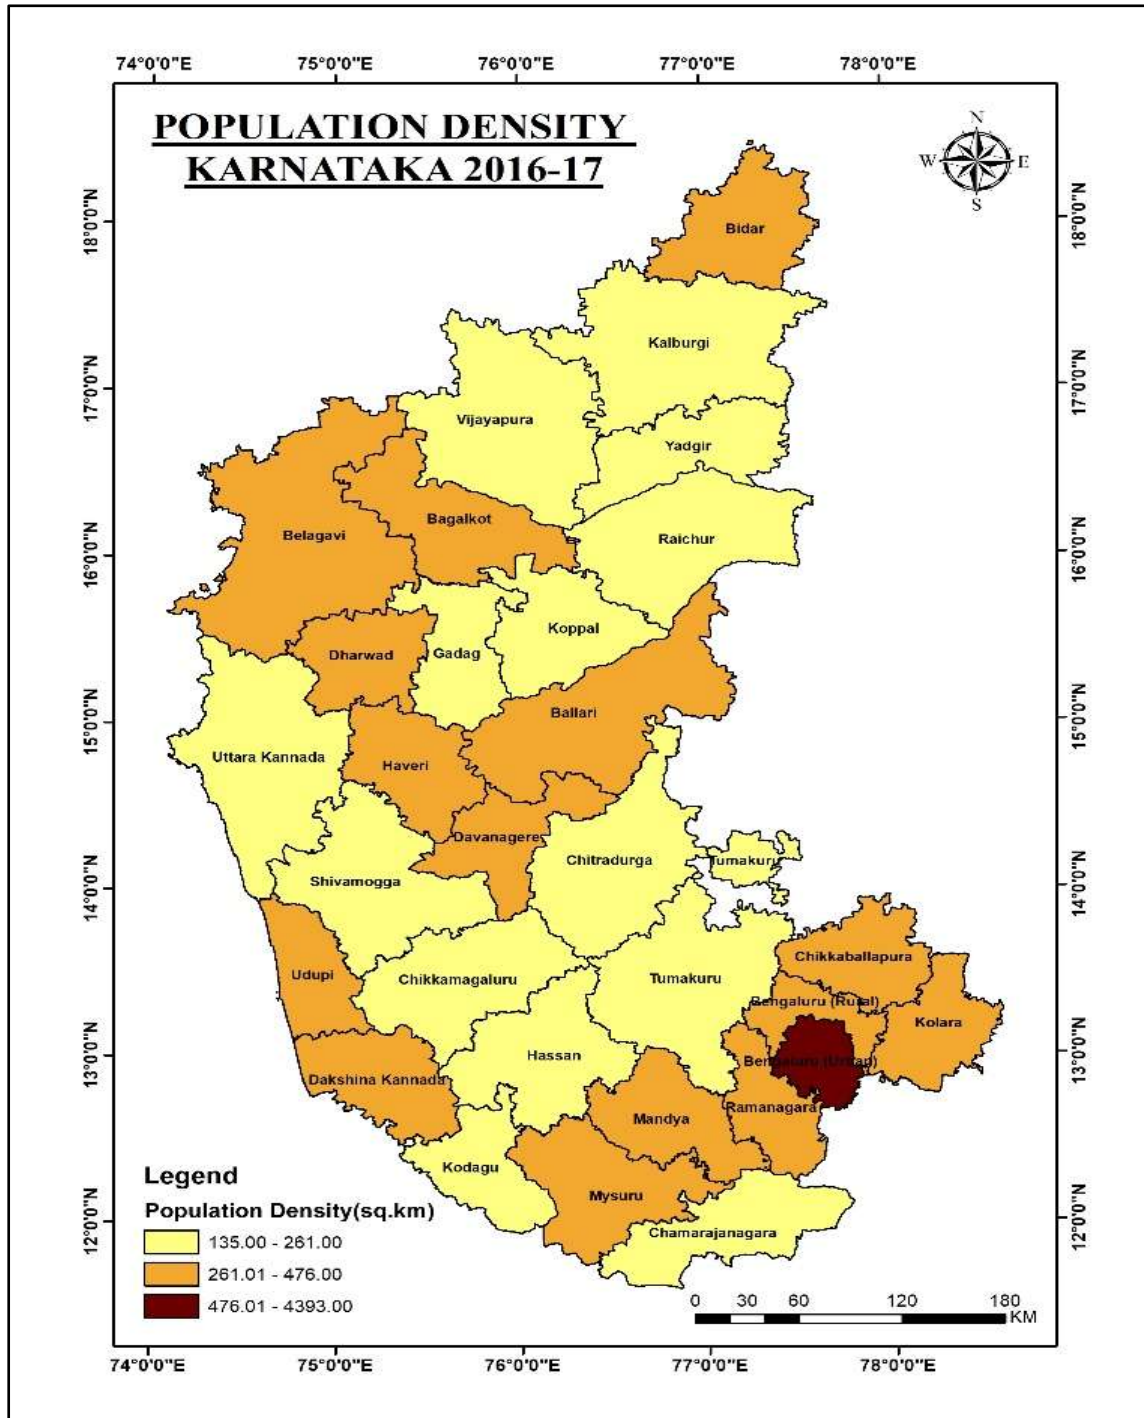 74°0'0"E 75°0'0"E 76°0'0"E 77°0'0"E 78°0'0"E
POPULATION DENSITY
KARNATAKA 2016-17
N
W E
S
18°0'0"N 18°0'0"N
Bidar
Kalburgi
17°0'0"N 17°0'0"N
Vijayapura
Yadgir
Bagalkot
Belagavi
Raichur
16°0'0"N 16°0'0"N
Koppal
Dharwad
Gadag
Ballari
15°0'0"N 15°0'0"N
Uttara Kannada
Haveri
Davanagere
Chitradurga
Tumakuru
Shivamogga
14°0'0"N 14°0'0"N
Chikkaballapura
Udupi
Chikkamagaluru
Tumakuru
Bengaluru (Rural)
Kolara
13°0'0"N 13°0'0"N
Hassan
Bengaluru (Urban)
Dakshina Kannada
Ramanagara
Mandya
Kodagu
Mysuru
12°0'0"N 12°0'0"N
Chamarajanagara
Legend
Population Density(sq.km)
135.00 - 261.00
261.01 - 476.00
476.01 - 4393.00
0 30 60 120 180
KM
74°0'0"E 75°0'0"E 76°0'0"E 77°0'0"E 78°0'0"E